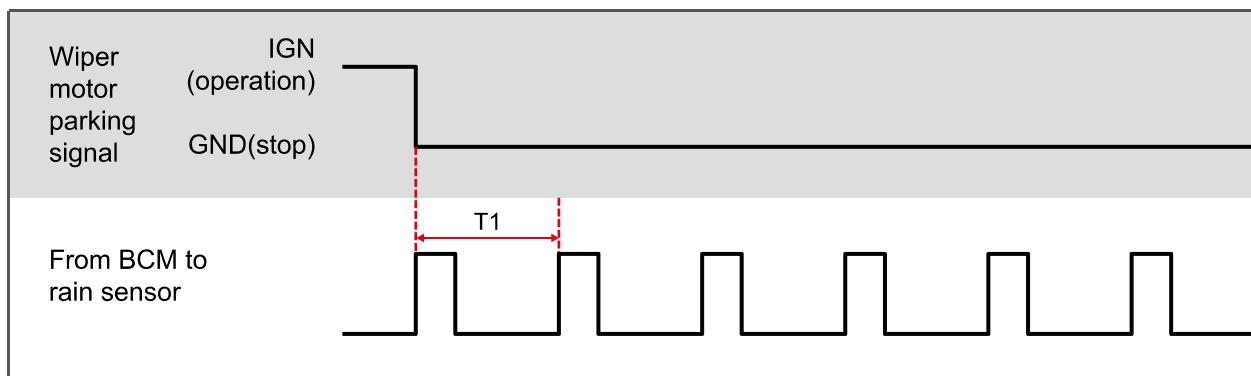 Wiper
motor
parking
signal
IGN
(operation)
GND(stop)
T1
From BCM to
rain sensor